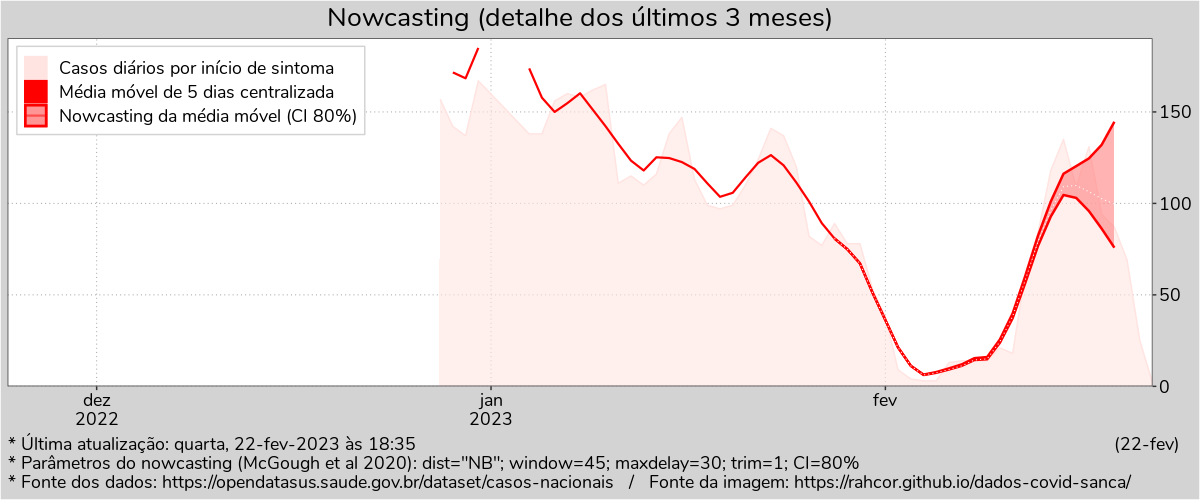 Nowcasting (detalhe dos últimos 3 meses)
Casos diários por início de sintoma
Média móvel de 5 dias centralizada
Nowcasting da média móvel (CI 80%)
150
100
50
0
dez
2022
jan
2023
fev
* Última atualização: quarta, 22-fev-2023 às 18:35
(22-fev)
* Parâmetros do nowcasting (McGough et al 2020): dist="NB"; window=45; maxdelay=30; trim=1; CI=80%
* Fonte dos dados: https://opendatasus.saude.gov.br/dataset/casos-nacionais / Fonte da imagem: https://rahcor.github.io/dados-covid-sanca/